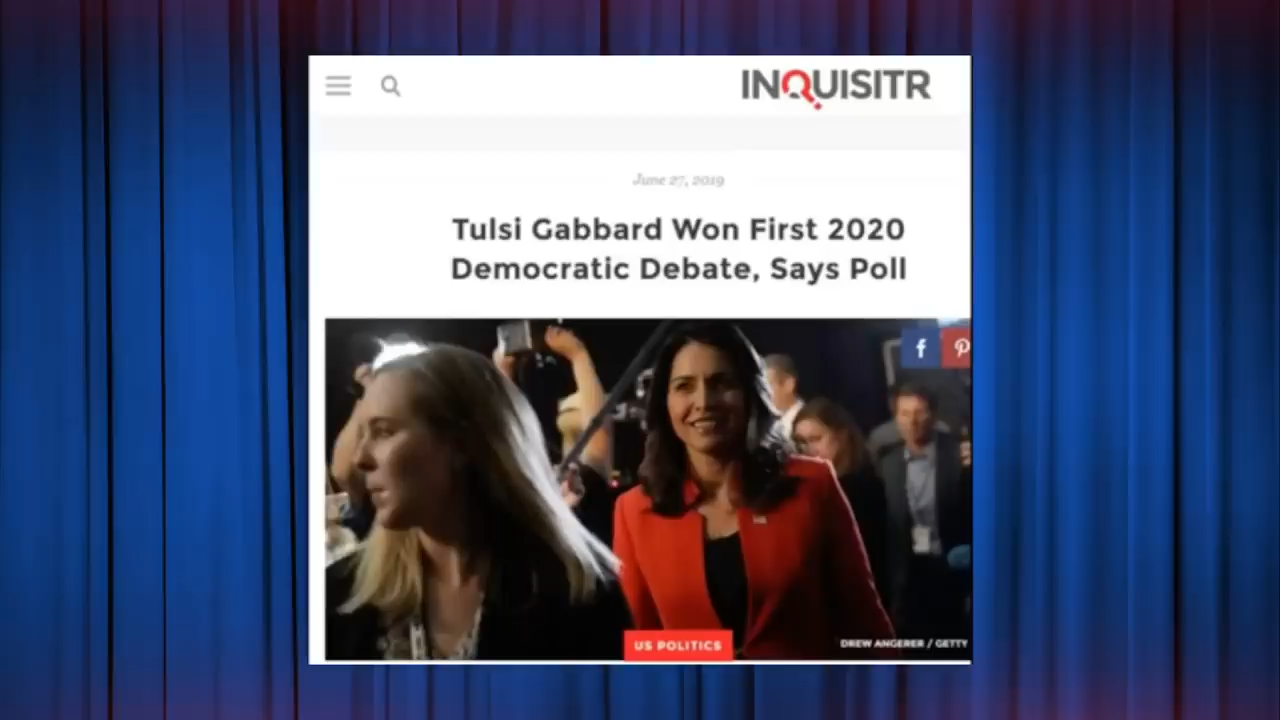 INQUISITR
June 27, 2019
Tulsi Gabbard Won First 2020
Democratic Debate, Says Poll
US POLITICS
DREW ANGERER / GETTY